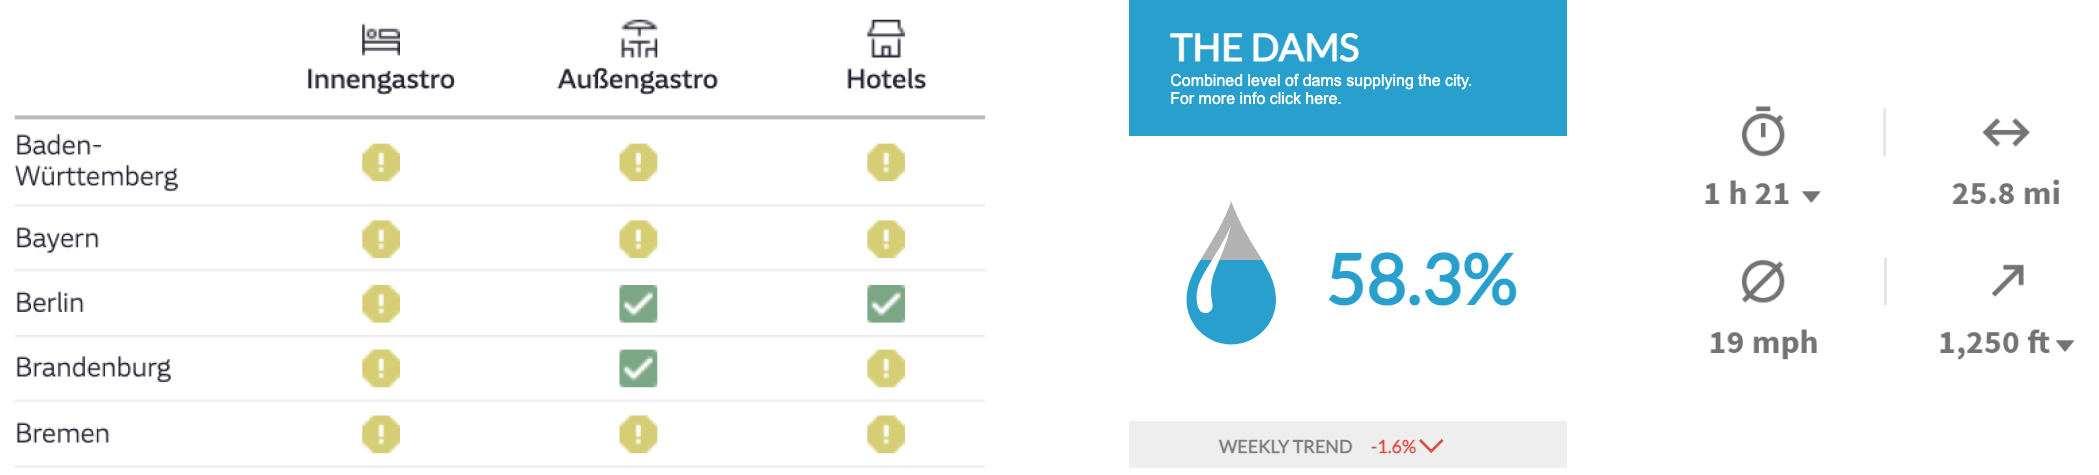 Innengastro Außengastro Hotels
Baden-
Württemberg
Bayern
Berlin
Brandenburg
Bremen
THE DAMS
Combined level of dams supplying the city.
For more info click here.
58.3%
WEEKLY TREND -1.6%
1 h 21
25.8 mi
19 mph
1,250 ft